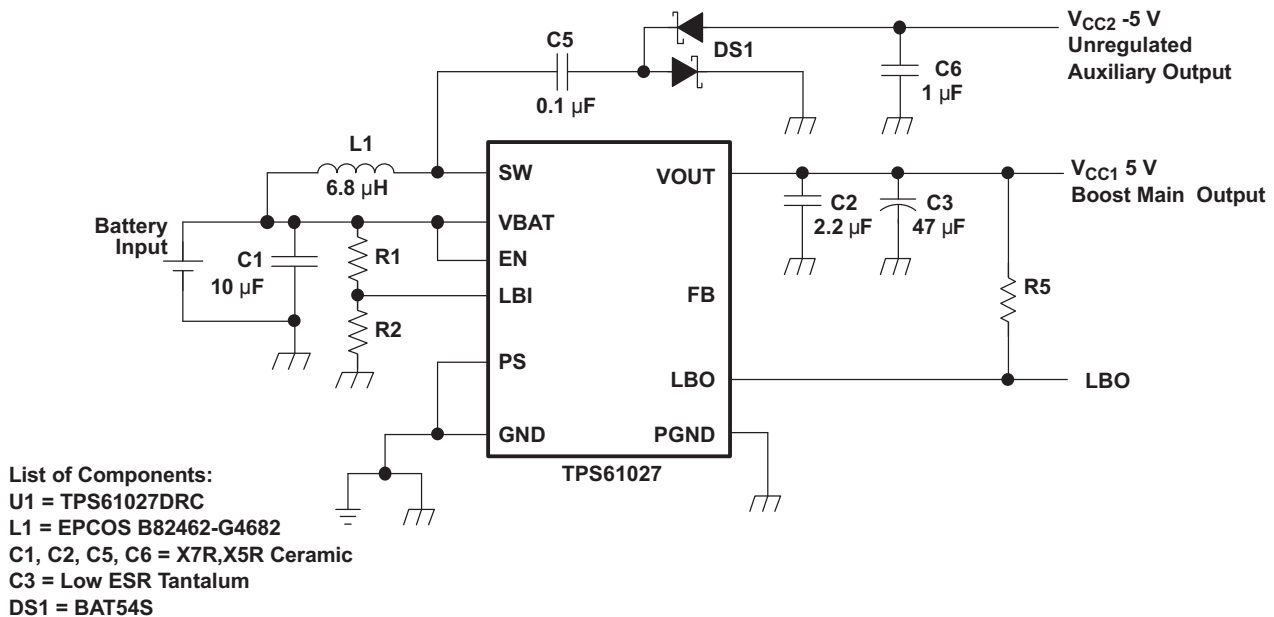 C5
0.1 µF
DS1
VCC2 -5 V
Unregulated
Auxiliary Output
C6
1 µF
L1
6.8 µH
SW
VOUT
VCC1 5 V
Boost Main Output
C2
2.2 µF
C3
47 µF
Battery
Input
VBAT
C1
10 µF
R1
EN
LBI
FB
R5
R2
PS
LBO
LBO
GND
PGND
TPS61027
List of Components:
U1 = TPS61027DRC
L1 = EPCOS B82462-G4682
C1, C2, C5, C6 = X7R,X5R Ceramic
C3 = Low ESR Tantalum
DS1 = BAT54S